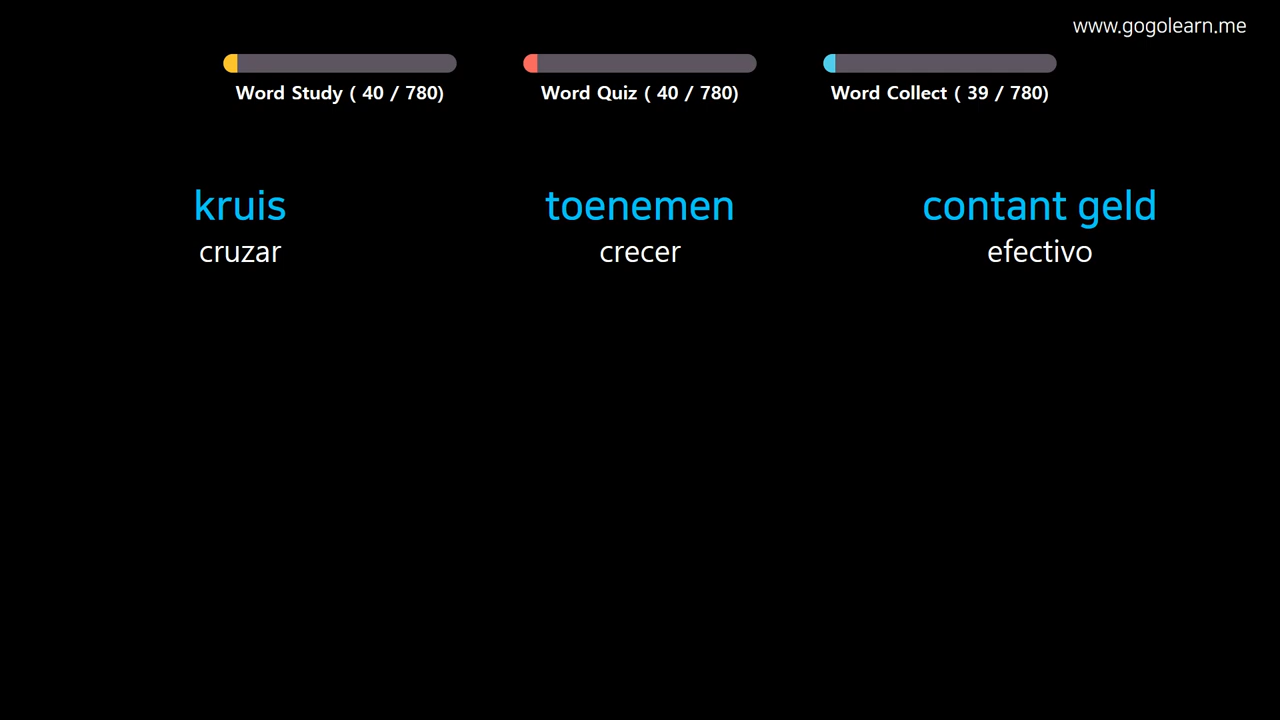 www.gogolearn.me
Word Study ( 40 / 780)
Word Quiz ( 40 / 780)
Word Collect ( 39 / 780)
kruis
cruzar
toenemen
crecer
contant geld
efectivo